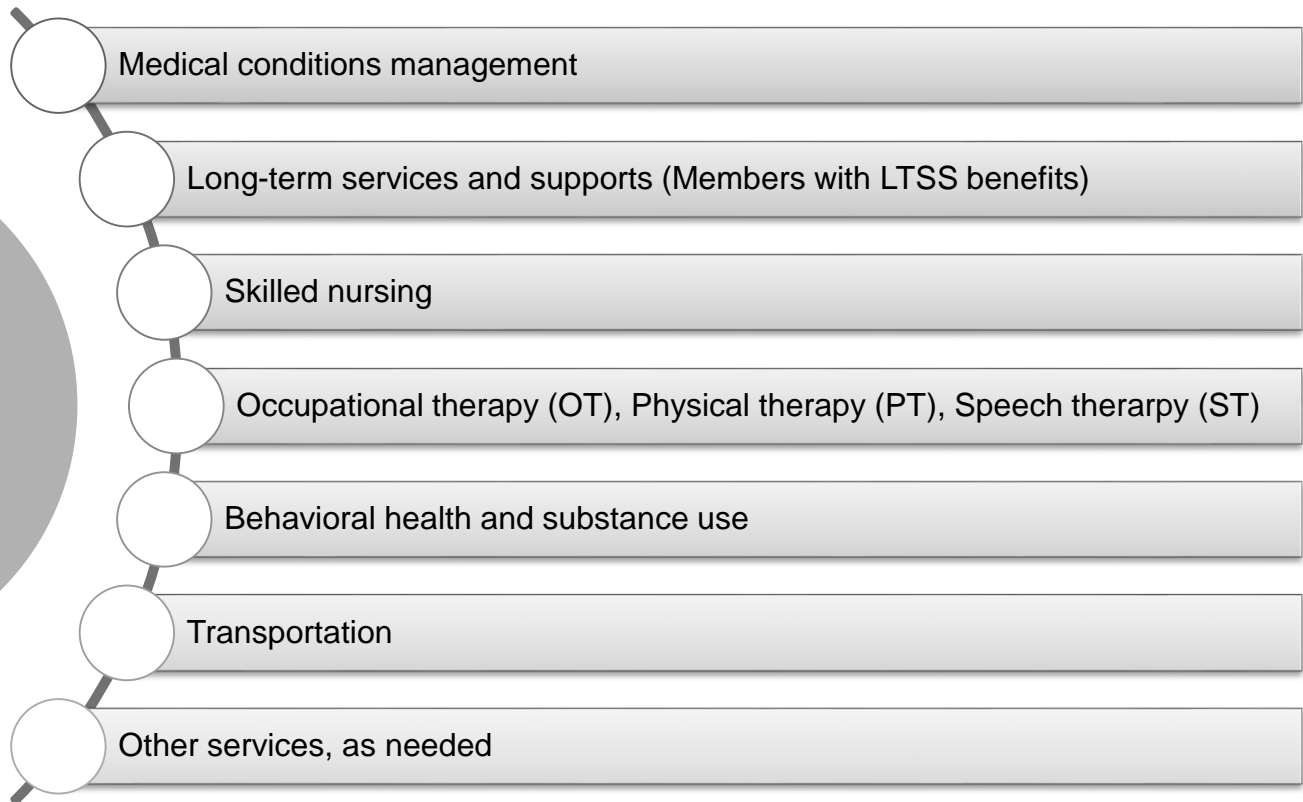 Medical conditions management
Long-term services and supports (Members with LTSS benefits)
Skilled nursing
Occupational therapy (OT), Physical therapy (PT), Speech therarpy (ST)
Behavioral health and substance use
Transportation
Other services, as needed